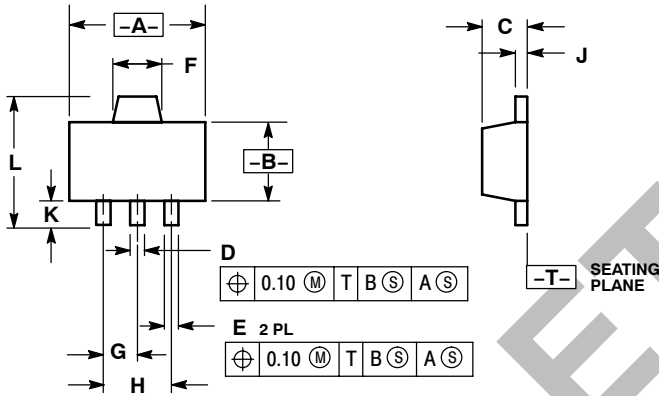 –A–
C
F
J
L
–B–
K
D
–T– SEATING
PLANE
⌖ 0.10 Ⓜ T B Ⓢ A Ⓢ
E 2 PL
G
⌖ 0.10 Ⓜ T B Ⓢ A Ⓢ
H